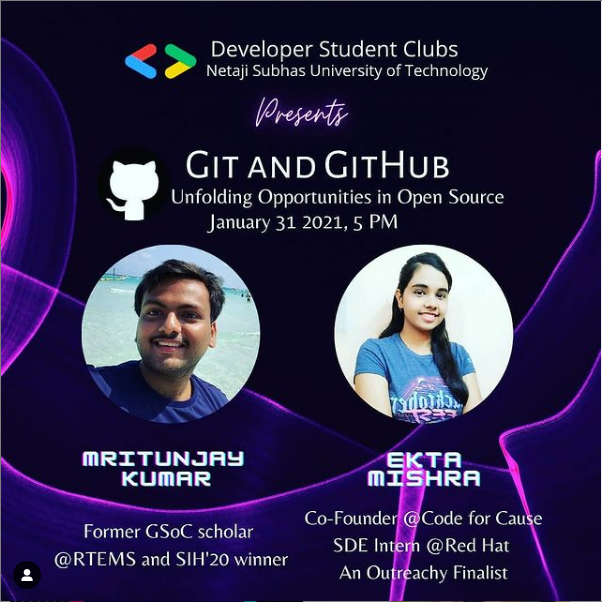 Developer Student Clubs
Netaji Subhas University of Technology
Presents
GIT AND GITHUB
Unfolding Opportunities in Open Source
January 31 2021, 5 PM
MRITUNJAY
KUMAR
EKTA
MISHRA
Former GSoC scholar
@RTEMS and SIH'20 winner
Co-Founder @Code for Cause
SDE Intern @Red Hat
An Outreachy Finalist